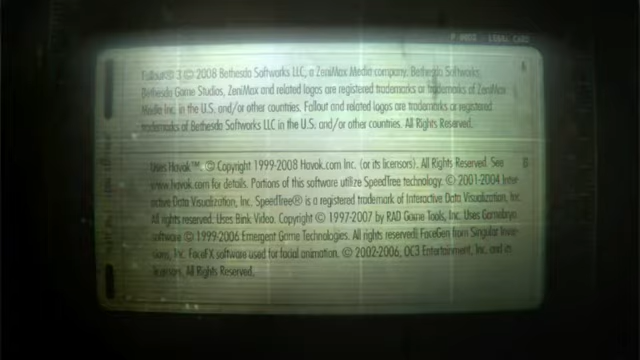 LEGAL CARD
Fallout® 3 © 2008 Bethesda Softworks LLC, a ZeniMax Media company. Bethesda Softworks,
Bethesda Game Studios, ZeniMax and related logos are registered trademarks or trademarks of ZeniMax
Media Inc. in the U.S. and/or other countries. Fallout and related logos are trademarks or registered
trademarks of Bethesda Softworks LLC in the U.S. and/or other countries. All Rights Reserved.
Uses Havok™. © Copyright 1999-2008 Havok.com Inc. (or its licensors). All Rights Reserved. See
www.havok.com for details. Portions of this software utilize SpeedTree technology. © 2001-2004 Inter-
active Data Visualization, Inc. SpeedTree® is a registered trademark of Interactive Data Visualization, Inc.
All rights reserved. Uses Bink Video. Copyright © 1997-2007 by RAD Game Tools, Inc. Uses Gamebryo
software © 1999-2006 Emergent Game Technologies. All rights reserved. FaceGen from Singular Inver-
sions, Inc. FaceFX software used for facial animation. © 2002-2006, OC3 Entertainment, Inc. and its
licensors. All Rights Reserved.